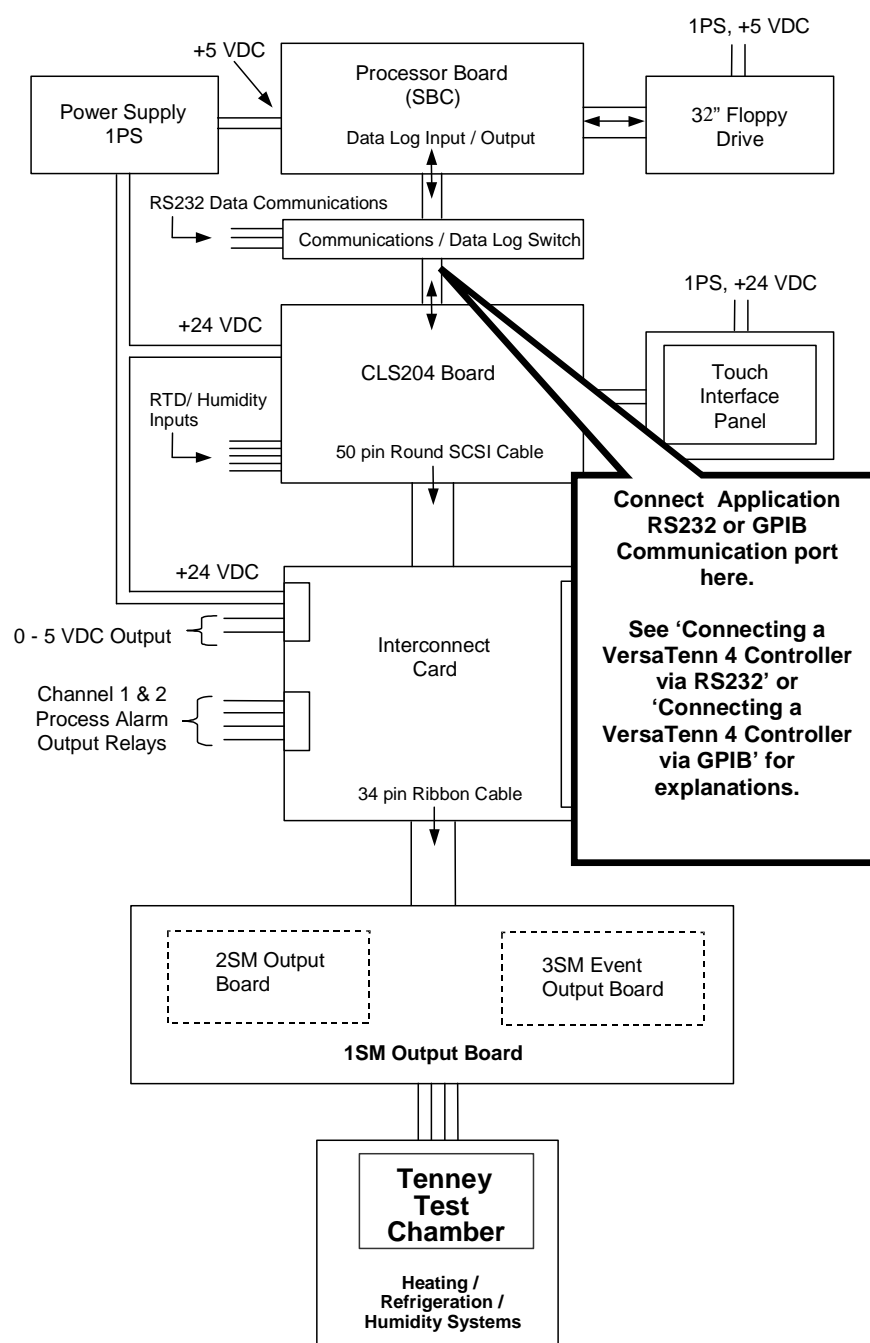 1PS, +5 VDC
+5 VDC
Processor Board
(SBC)
Data Log Input / Output
Power Supply
1PS
32” Floppy
Drive
RS232 Data Communications
Communications / Data Log Switch
1PS, +24 VDC
+24 VDC
CLS204 Board
Touch
Interface
Panel
RTD/ Humidity
Inputs
50 pin Round SCSI Cable
Connect Application
RS232 or GPIB
Communication port
here.
See ‘Connecting a
VersaTenn 4 Controller
via RS232’ or
‘Connecting a
VersaTenn 4 Controller
via GPIB’ for
explanations.
+24 VDC
0 - 5 VDC Output
Interconnect
Card
Channel 1 & 2
Process Alarm
Output Relays
34 pin Ribbon Cable
2SM Output
Board
3SM Event
Output Board
1SM Output Board
Tenney
Test
Chamber
Heating /
Refrigeration /
Humidity Systems